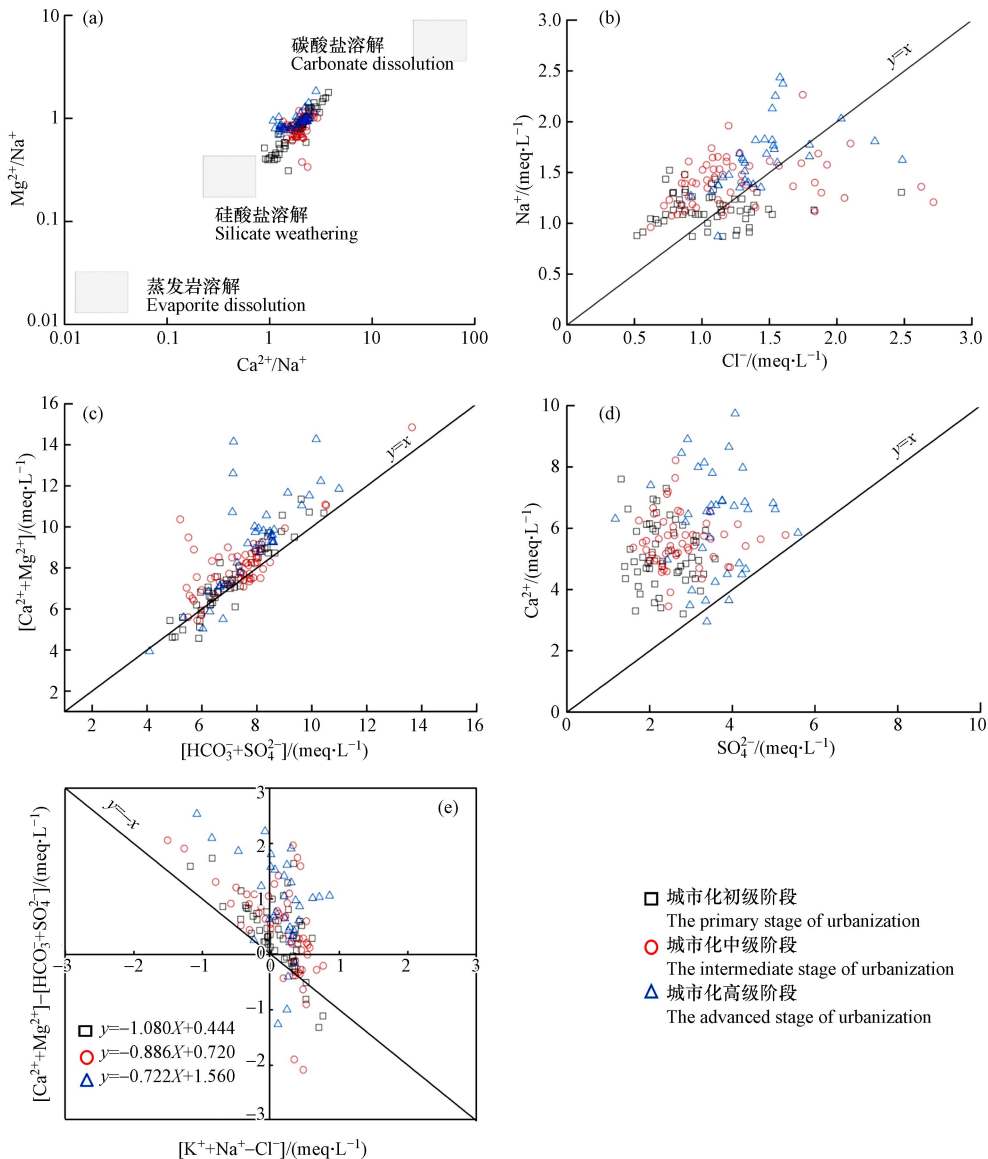 (a)
碳酸盐溶解
Carbonate dissolution
硅酸盐溶解
Silicate weathering
蒸发岩溶解
Evaporite dissolution
10
1
0.1
0.01
0.01
0.1
1
10
100
Mg²⁺/Na⁺
Ca²⁺/Na⁺
(b)
y=x
3.0
2.5
2.0
1.5
1.0
0.5
0
0
0.5
1.0
1.5
2.0
2.5
3.0
Na⁺/(meq·L⁻¹)
Cl⁻/(meq·L⁻¹)
(c)
y=x
16
14
12
10
8
6
4
2
2
4
6
8
10
12
14
16
[Ca²⁺+Mg²⁺]/(meq·L⁻¹)
[HCO₃⁻+SO₄²⁻]/(meq·L⁻¹)
(d)
y=x
10
8
6
4
2
0
0
2
4
6
8
10
Ca²⁺/(meq·L⁻¹)
SO₄²⁻/(meq·L⁻¹)
(e)
y=−x
3
2
1
0
−1
−2
−3
−3
−2
−1
0
1
2
3
y=−1.080X+0.444
y=−0.886X+0.720
y=−0.722X+1.560
[Ca²⁺+Mg²⁺]−[HCO₃⁻+SO₄²⁻]/(meq·L⁻¹)
[K⁺+Na⁺−Cl⁻]/(meq·L⁻¹)
城市化初级阶段
The primary stage of urbanization
城市化中级阶段
The intermediate stage of urbanization
城市化高级阶段
The advanced stage of urbanization